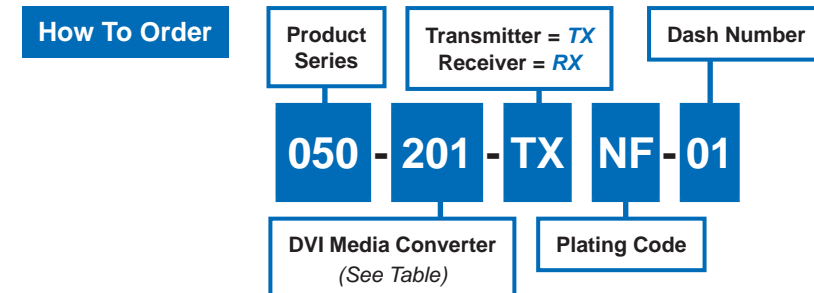 How To Order
Product
Series
Transmitter = TX
Receiver = RX
Dash Number
050 - 201 - TX NF - 01
DVI Media Converter
(See Table)
Plating Code